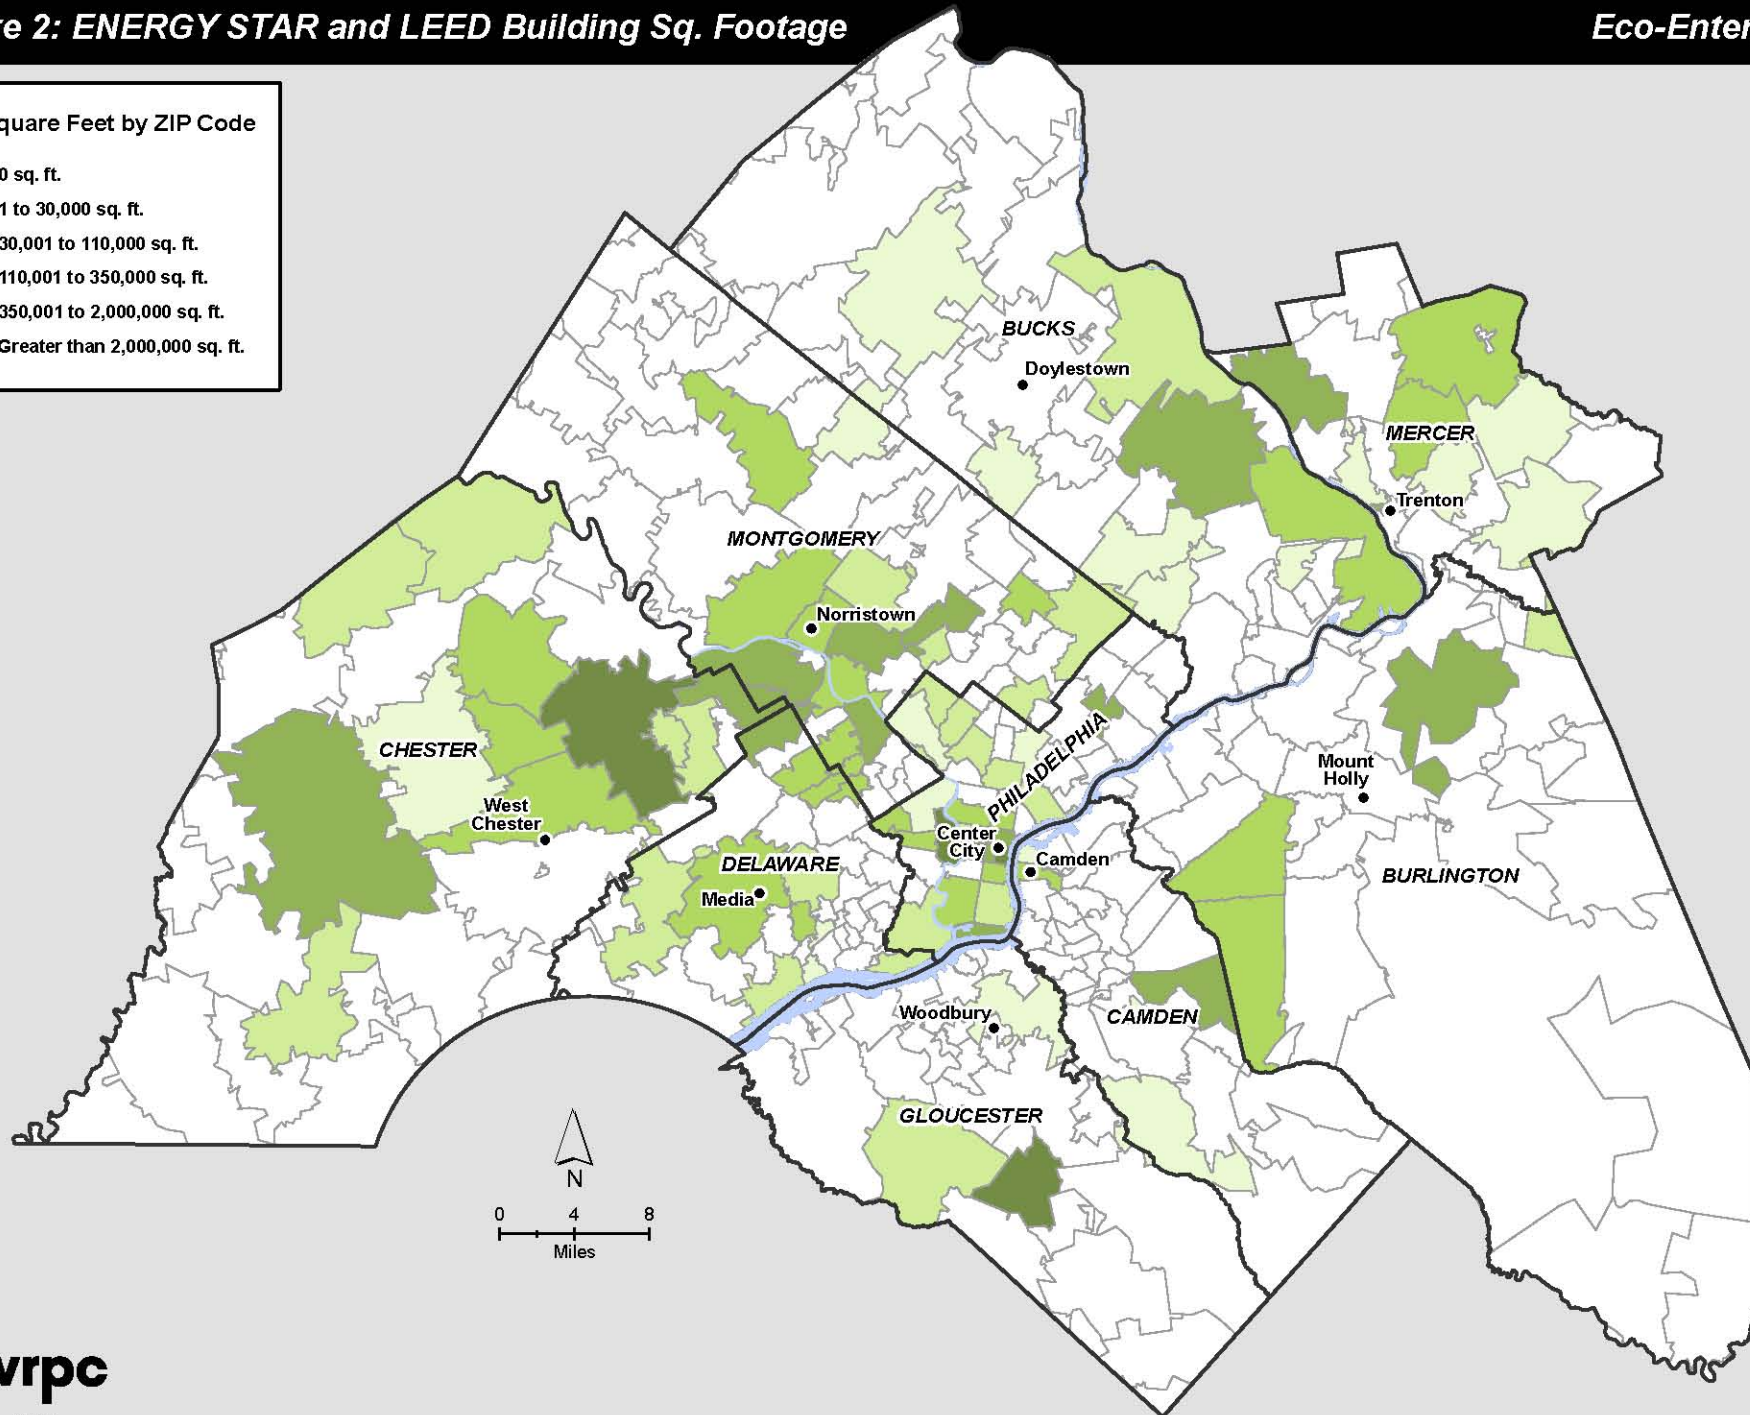 re 2: ENERGY STAR and LEED Building Sq. Footage
Eco-Enter
quare Feet by ZIP Code
0 sq. ft.
1 to 30,000 sq. ft.
30,001 to 110,000 sq. ft.
110,001 to 350,000 sq. ft.
350,001 to 2,000,000 sq. ft.
Greater than 2,000,000 sq. ft.
BUCKS
Doylestown
MERCER
Trenton
MONTGOMERY
Norristown
CHESTER
West
Chester
PHILADELPHIA
Mount
Holly
Center
City
Camden
DELAWARE
Media
BURLINGTON
Woodbury
CAMDEN
GLOUCESTER
N
0 4 8
Miles
vrpc